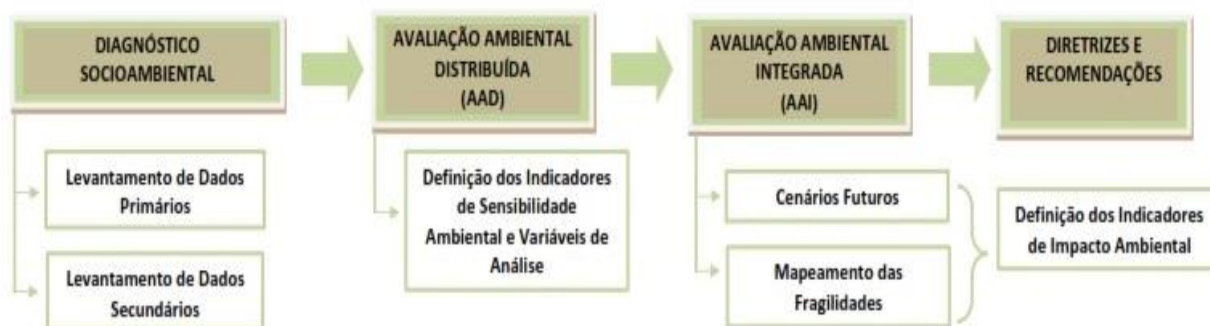 DIAGNÓSTICO
SOCIOAMBIENTAL
AVALIAÇÃO AMBIENTAL
DISTRIBUÍDA
(AAD)
AVALIAÇÃO AMBIENTAL
INTEGRADA
(AAI)
DIRETRIZES E
RECOMENDAÇÕES
Levantamento de Dados
Primários
Levantamento de Dados
Secundários
Definição dos Indicadores
de Sensibilidade
Ambiental e Variáveis de
Análise
Cenários Futuros
Mapeamento das
Fragilidades
Definição dos Indicadores
de Impacto Ambiental